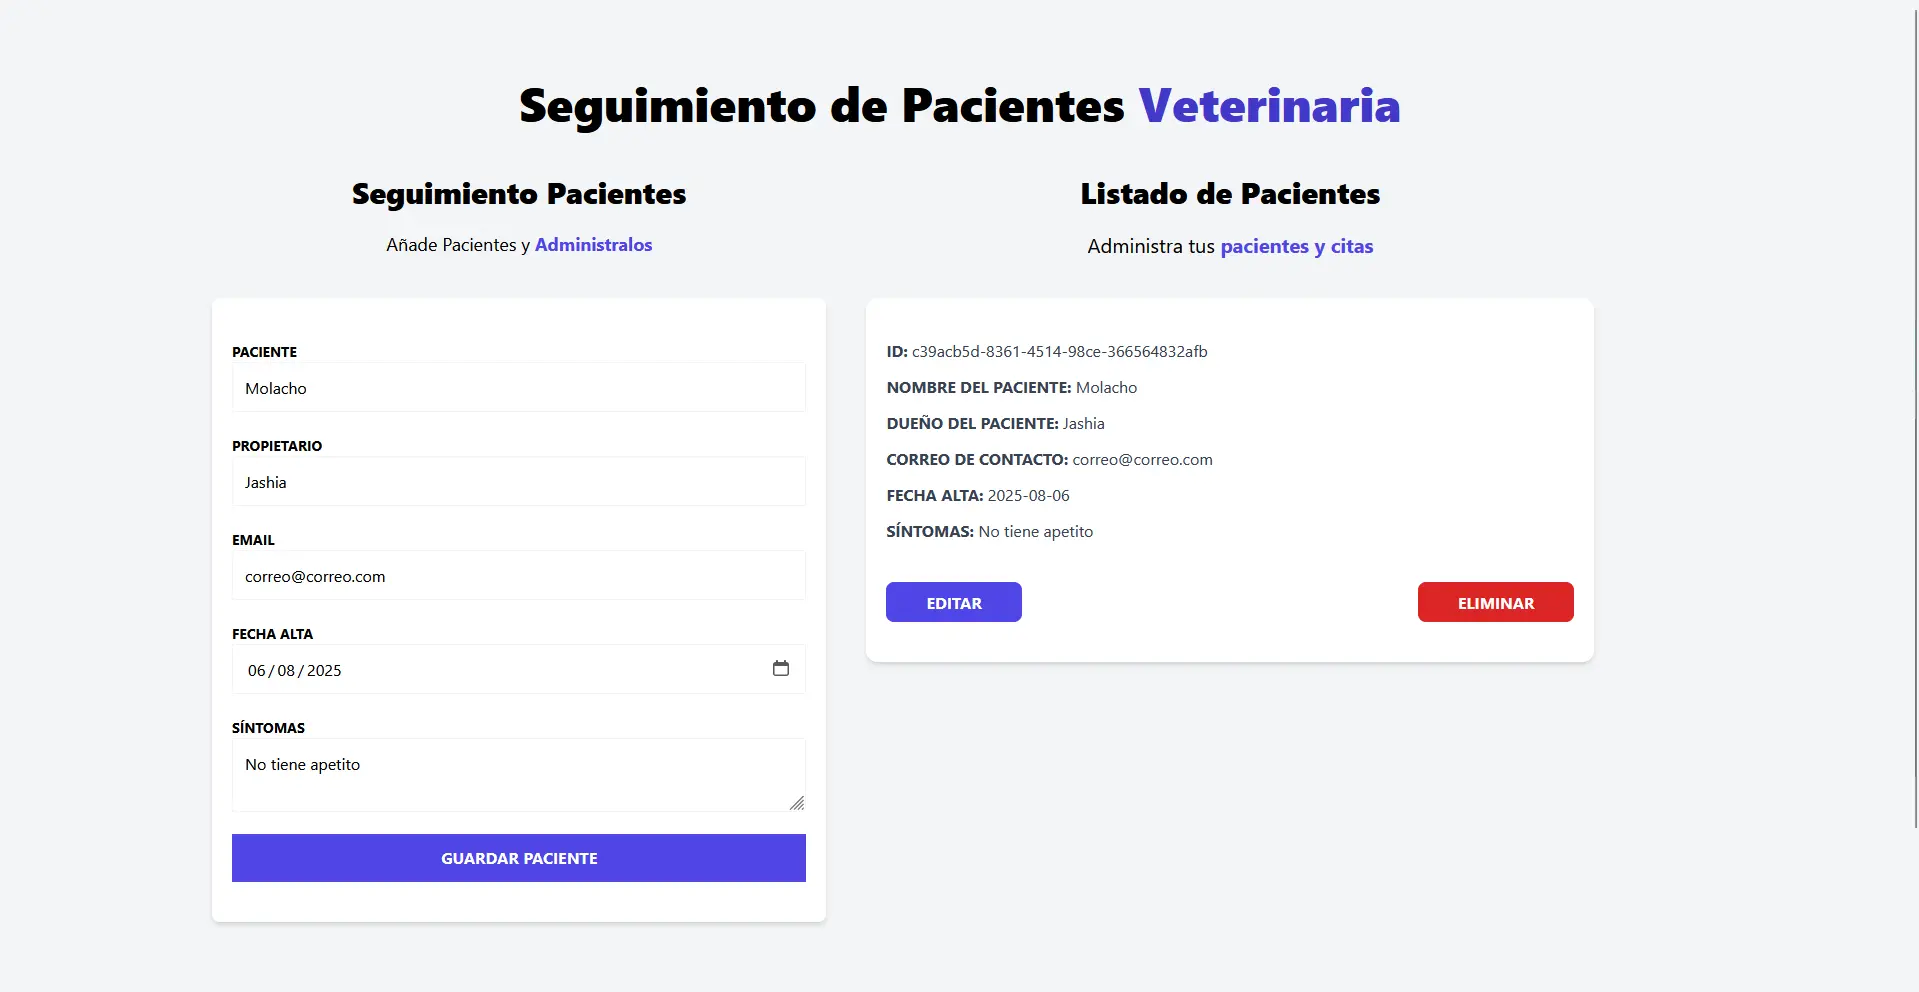 Seguimiento de Pacientes Veterinaria
Seguimiento Pacientes
Añade Pacientes y Administralos
PACIENTE
Molacho
PROPIETARIO
Jashia
EMAIL
correo@correo.com
FECHA ALTA
06/08/2025
SÍNTOMAS
No tiene apetito
GUARDAR PACIENTE
Listado de Pacientes
Administra tus pacientes y citas
ID: c39acb5d-8361-4514-98ce-366564832afb
NOMBRE DEL PACIENTE: Molacho
DUEÑO DEL PACIENTE: Jashia
CORREO DE CONTACTO: correo@correo.com
FECHA ALTA: 2025-08-06
SÍNTOMAS: No tiene apetito
EDITAR
ELIMINAR